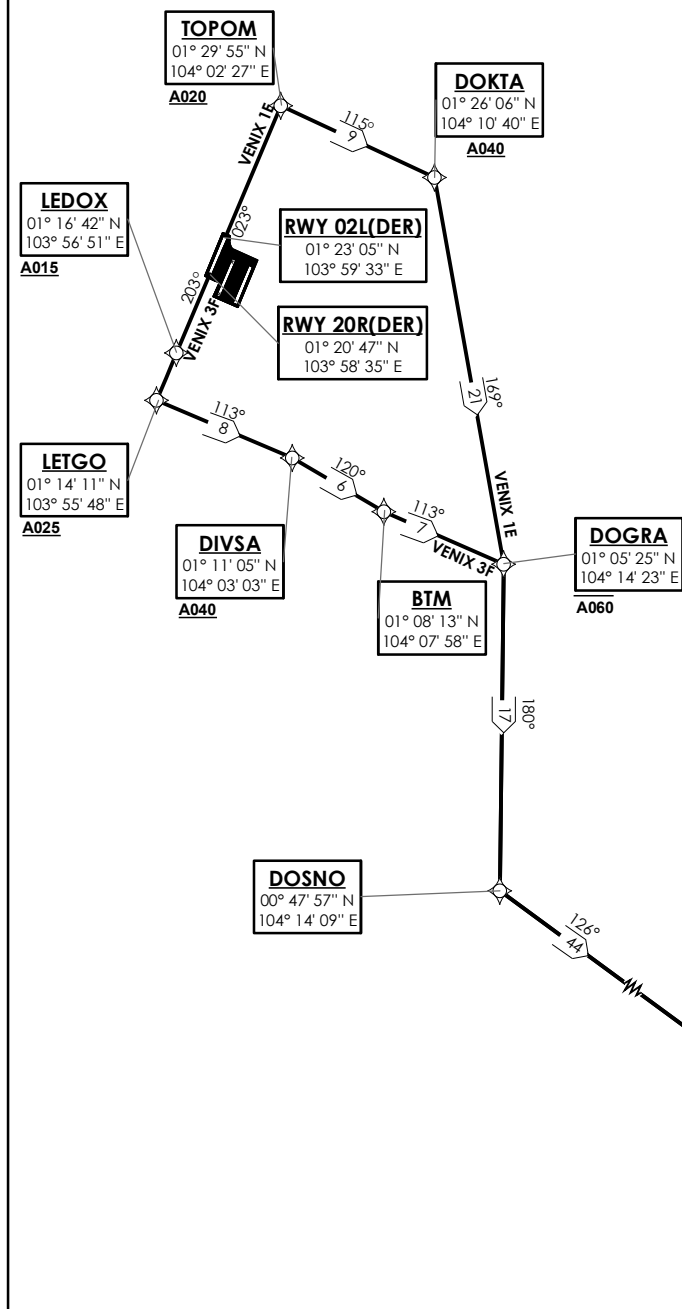 TOPOM
01° 29' 55" N
104° 02' 27" E
A020
DOKTA
01° 26' 06" N
104° 10' 40" E
A040
115°
9
VENIX 1E
023°
LEDOX
01° 16' 42" N
103° 56' 51" E
A015
RWY 02L(DER)
01° 23' 05" N
103° 59' 33" E
203°
VENIX 3F
RWY 20R(DER)
01° 20' 47" N
103° 58' 35" E
169°
21
VENIX 1E
LETGO
01° 14' 11" N
103° 55' 48" E
A025
113°
8
120°
6
113°
7
VENIX 3F
DIVSA
01° 11' 05" N
104° 03' 03" E
A040
BTM
01° 08' 13" N
104° 07' 58" E
DOGRA
01° 05' 25" N
104° 14' 23" E
A060
180°
17
DOSNO
00° 47' 57" N
104° 14' 09" E
126°
44